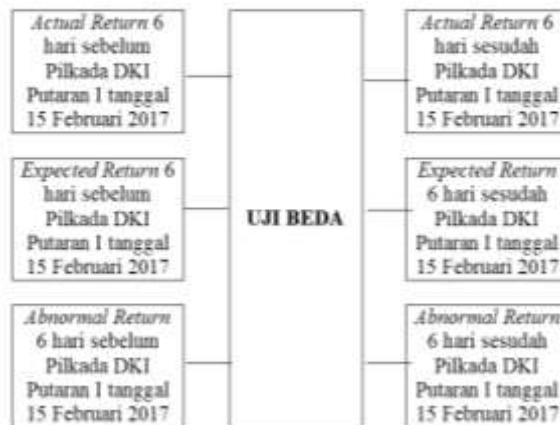 Actual Return 6
hari sebelum
Pilkada DKI
Putaran I tanggal
15 Februari 2017
Actual Return 6
hari sesudah
Pilkada DKI
Putaran I tanggal
15 Februari 2017
Expected Return 6
hari sebelum
Pilkada DKI
Putaran I tanggal
15 Februari 2017
UJI BEDA
Expected Return
6 hari sesudah
Pilkada DKI
Putaran I tanggal
15 Februari 2017
Abnormal Return
6 hari sebelum
Pilkada DKI
Putaran I tanggal
15 Februari 2017
Abnormal Return
6 hari sesudah
Pilkada DKI
Putaran I tanggal
15 Februari 2017